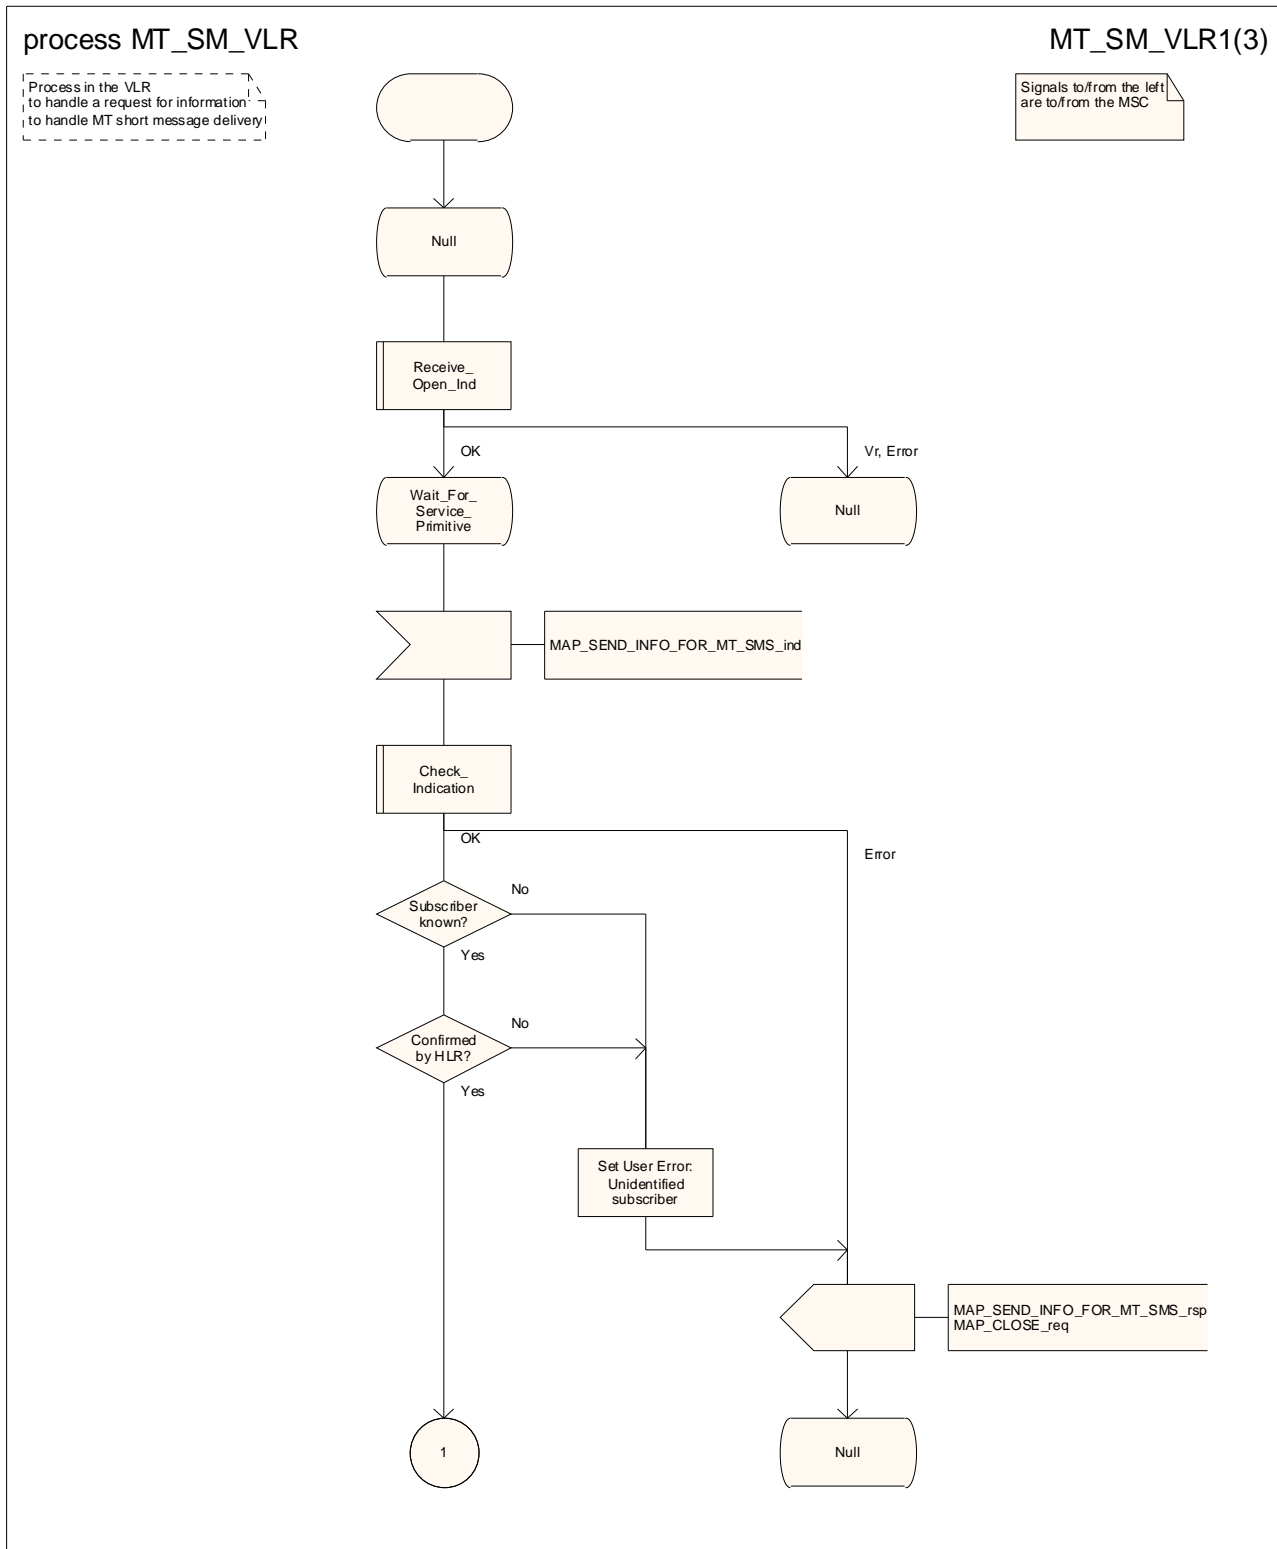 process MT_SM_VLR
MT_SM_VLR1(3)
Process in the VLR
to handle a request for information
to handle MT short message delivery
Signals to/from the left
are to/from the MSC
Null
Receive_
Open_Ind
OK
Vr, Error
Wait_For_
Service_
Primitive
Null
MAP_SEND_INFO_FOR_MT_SMS_ind
Check_
Indication
OK
Error
No
Subscriber
known?
Yes
No
Confirmed
by HLR?
Yes
Set User Error:
Unidentified
subscriber
MAP_SEND_INFO_FOR_MT_SMS_rsp
MAP_CLOSE_req
1
Null